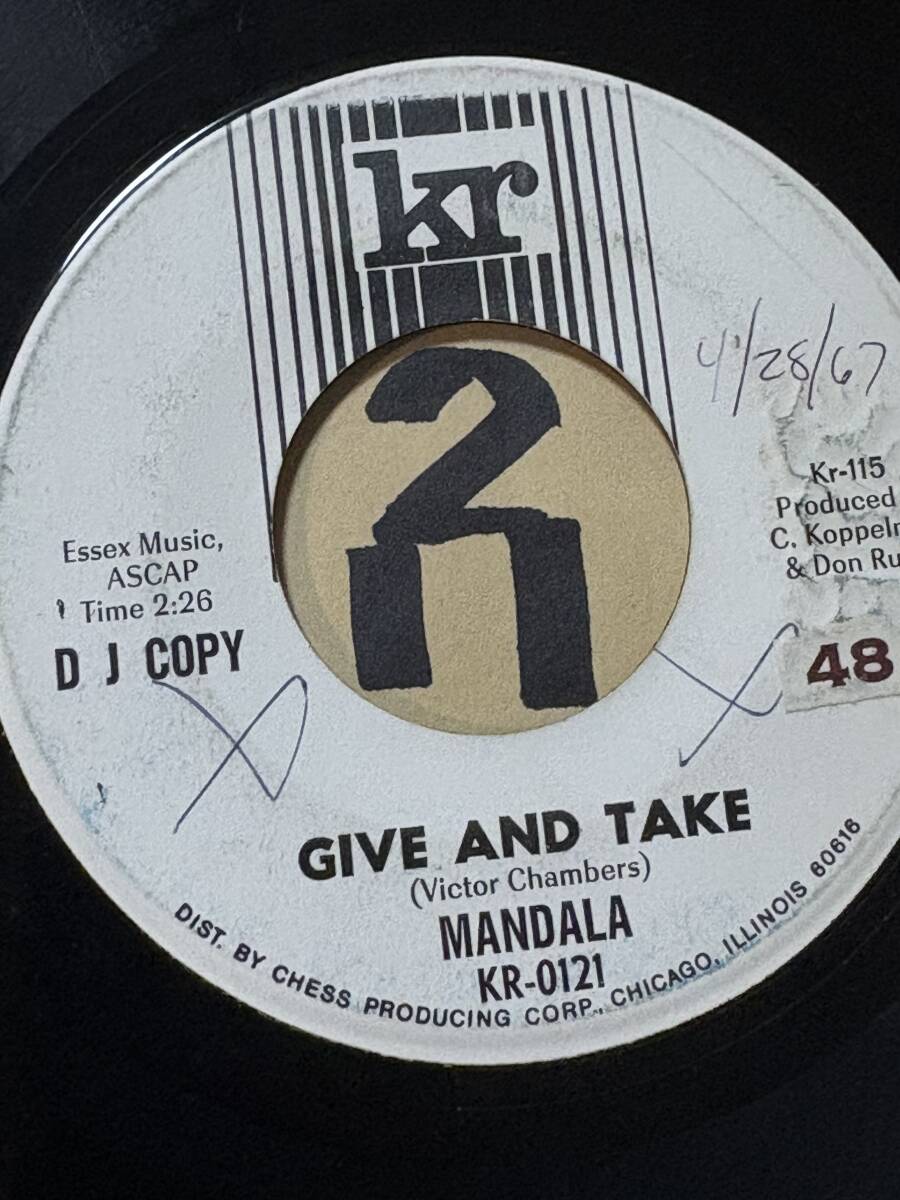 kr
4/28/67
Kr-115
Produced
C. Koppelm
& Don Ru
Essex Music,
ASCAP
Time 2:26
D J COPY
48
GIVE AND TAKE
(Victor Chambers)
MANDALA
KR-0121
DIST. BY CHESS PRODUCING CORP., CHICAGO, ILLINOIS 60616